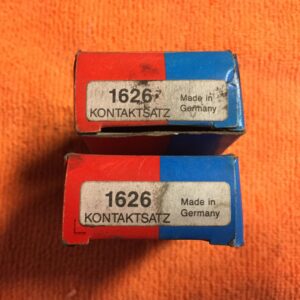 1626
KONTAKTSATZ
Made in
Germany
1626
KONTAKTSATZ
Made in
Germany